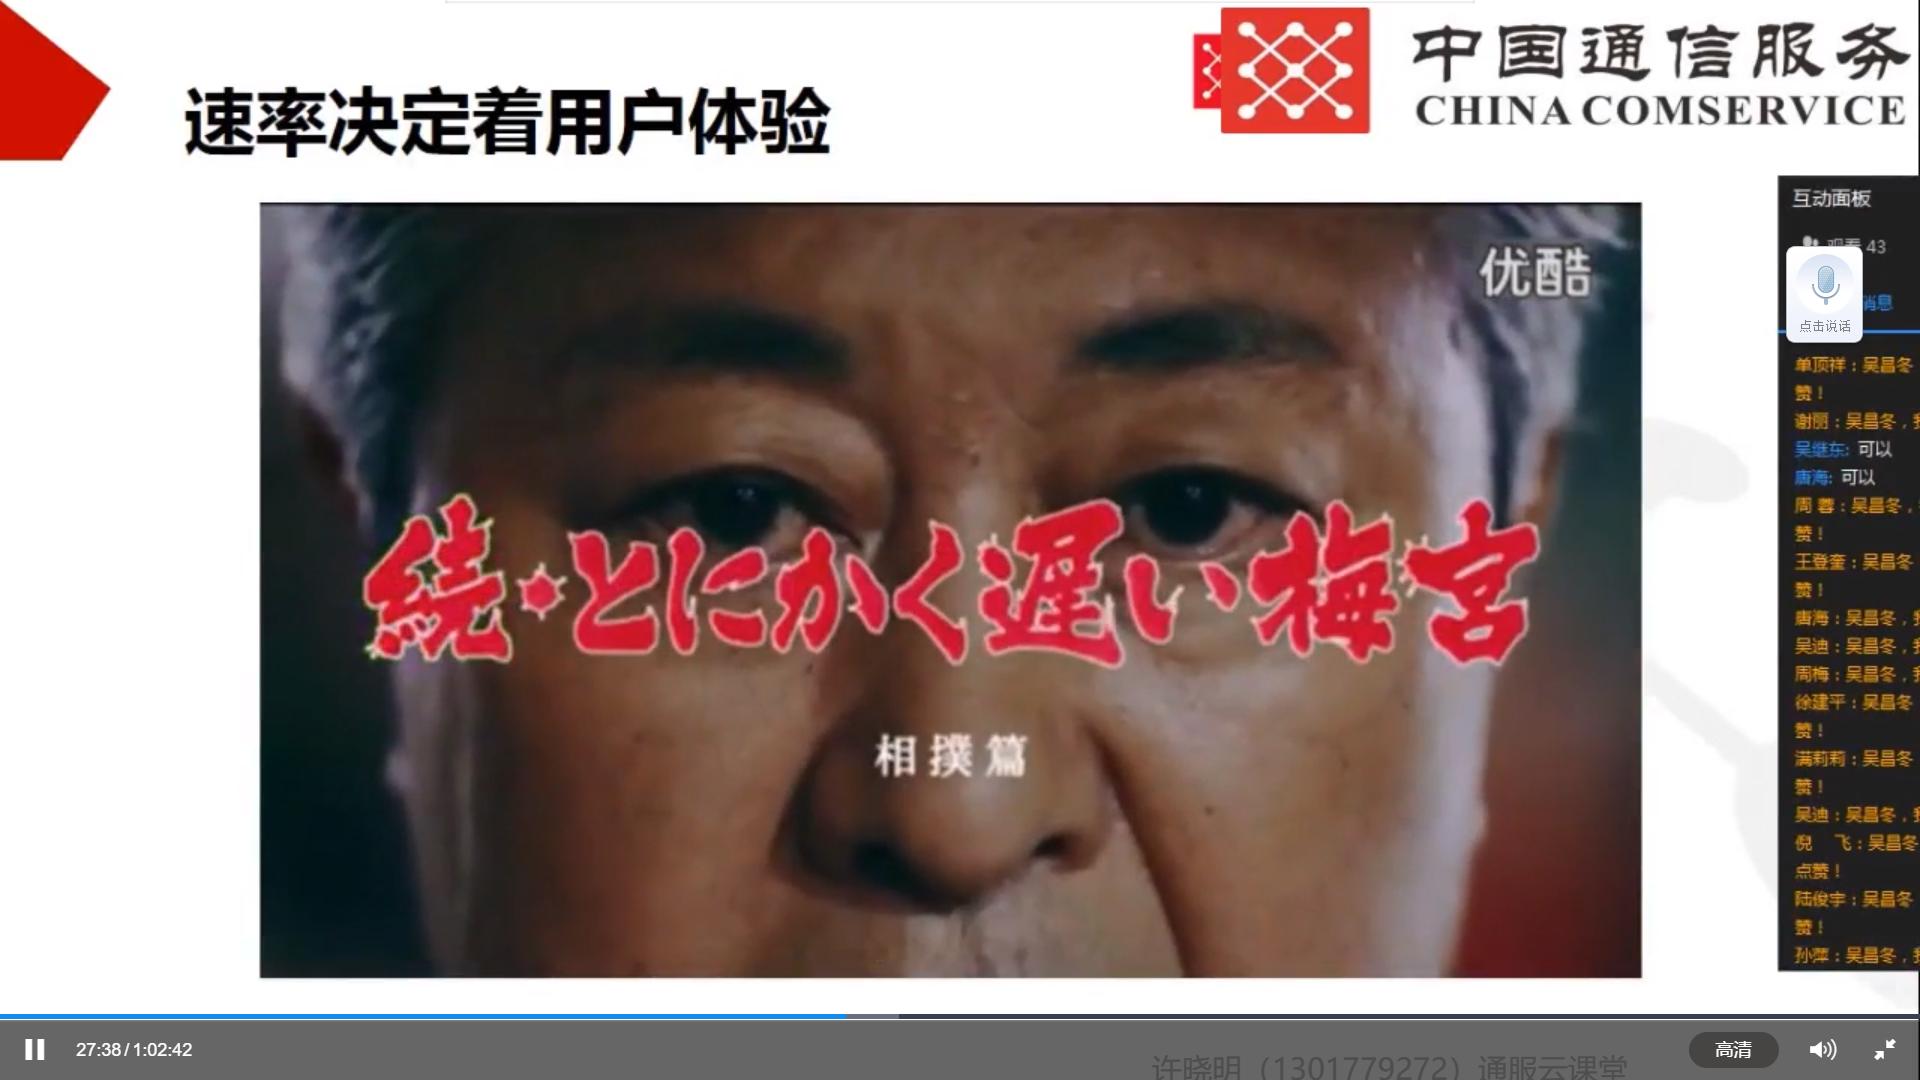 中国通信服务
CHINA COMSERVICE
速率决定着用户体验
优酷
続・とにかく遅い梅宮
相撲篇
互动面板
观看 43
消息
点击说话
单顶祥：吴昌冬
赞！
谢丽：吴昌冬，我
吴继东: 可以
唐海: 可以
周 蓉：吴昌冬，
赞！
王登奎：吴昌冬
赞！
唐海：吴昌冬，我
吴迪：吴昌冬，我
周梅：吴昌冬，我
徐建平：吴昌冬
赞！
满莉莉：吴昌冬
赞！
吴迪：吴昌冬，我
倪 飞：吴昌冬
点赞！
陆俊宇：吴昌冬
赞！
孙萍：吴昌冬，我
27:38/1:02:42
许晓明（1301779272）通服云课堂
高清